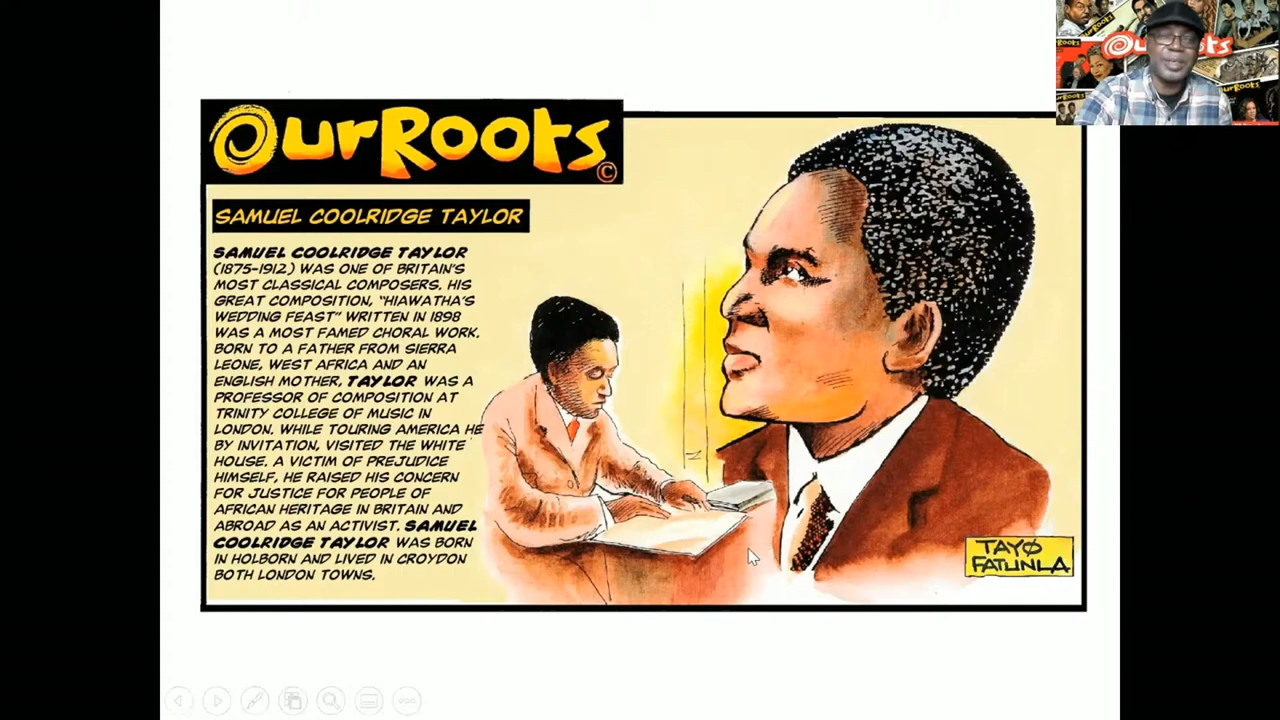 OurRoots
©
SAMUEL COOLRIDGE TAYLOR
SAMUEL COOLRIDGE TAYLOR
(1875-1912) WAS ONE OF BRITAIN'S
MOST CLASSICAL COMPOSERS. HIS
GREAT COMPOSITION, "HIAWATHA'S
WEDDING FEAST" WRITTEN IN 1898
WAS A MOST FAMED CHORAL WORK.
BORN TO A FATHER FROM SIERRA
LEONE, WEST AFRICA AND AN
ENGLISH MOTHER, TAYLOR WAS A
PROFESSOR OF COMPOSITION AT
TRINITY COLLEGE OF MUSIC IN
LONDON. WHILE TOURING AMERICA HE
BY INVITATION, VISITED THE WHITE
HOUSE. A VICTIM OF PREJUDICE
HIMSELF, HE RAISED HIS CONCERN
FOR JUSTICE FOR PEOPLE OF
AFRICAN HERITAGE IN BRITAIN AND
ABROAD AS AN ACTIVIST. SAMUEL
COOLRIDGE TAYLOR WAS BORN
IN HOLBORN AND LIVED IN CROYDON
BOTH LONDON TOWNS.
TAYO
FATUNLA